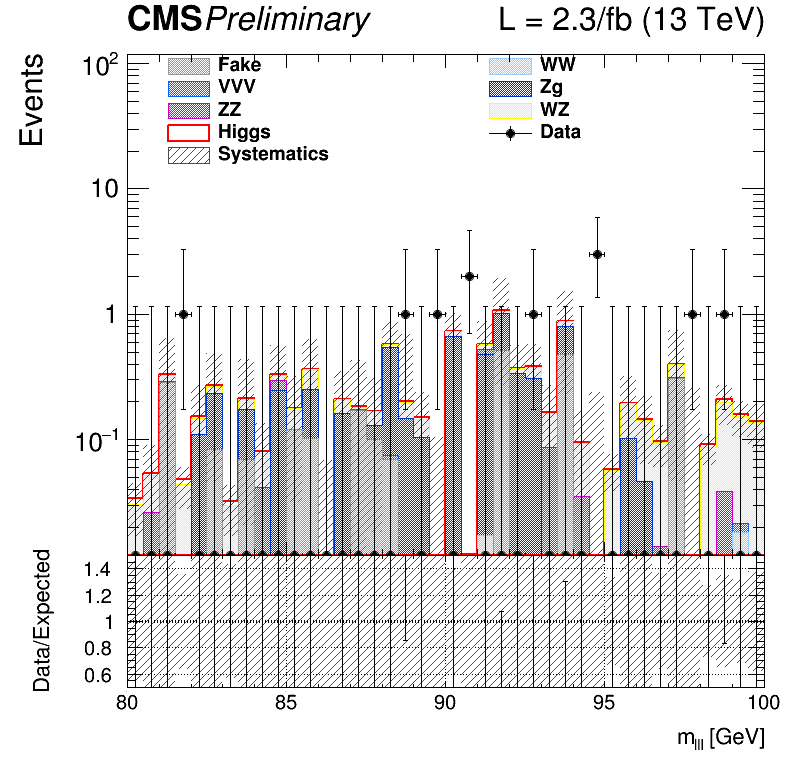 CMS Preliminary L = 2.3/fb (13 TeV)
Events
10²
10
1
10⁻¹
Fake
VVV
ZZ
Higgs
Systematics
WW
Zg
WZ
Data
Data/Expected
1.4
1.2
1
0.8
0.6
80 85 90 95 100
m_lll [GeV]